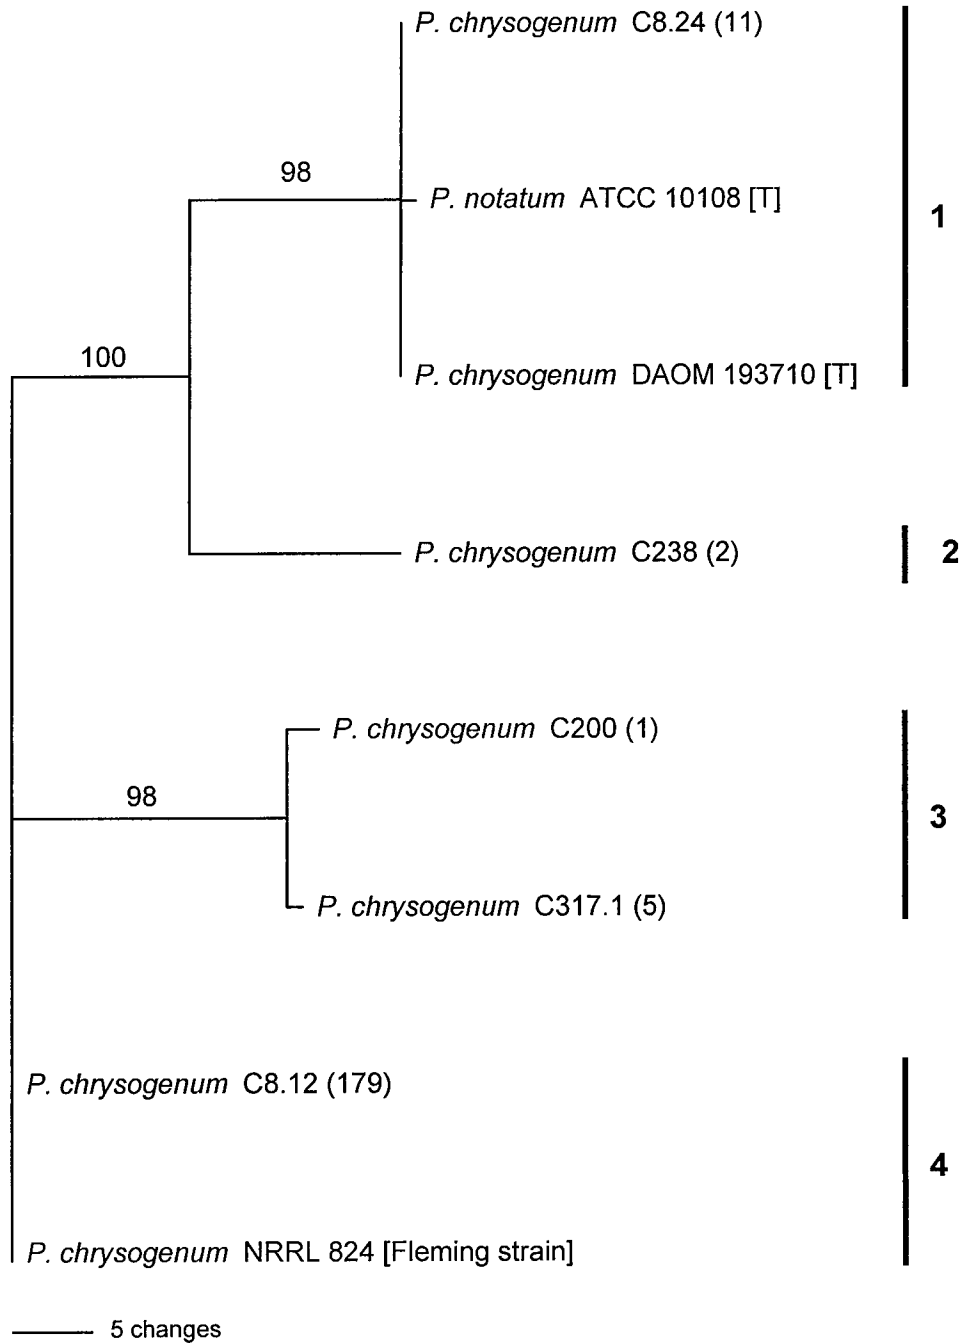 P. chrysogenum C8.24 (11)
98
P. notatum ATCC 10108 [T]
1
100
P. chrysogenum DAOM 193710 [T]
P. chrysogenum C238 (2)
2
P. chrysogenum C200 (1)
98
3
P. chrysogenum C317.1 (5)
P. chrysogenum C8.12 (179)
4
P. chrysogenum NRRL 824 [Fleming strain]
5 changes